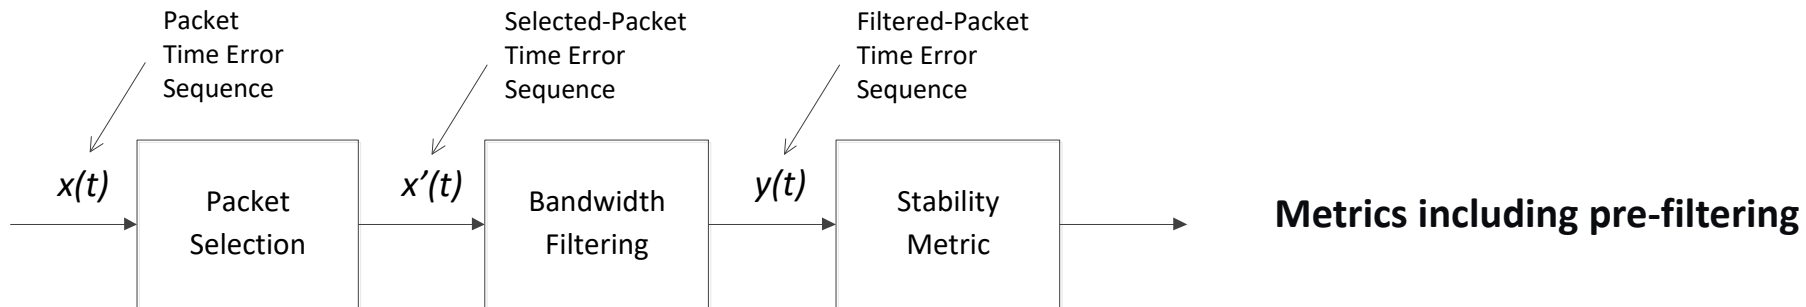 Packet
Time Error
Sequence
Selected-Packet
Time Error
Sequence
Filtered-Packet
Time Error
Sequence
x(t)
Packet
Selection
x’(t)
Bandwidth
Filtering
y(t)
Stability
Metric
Metrics including pre-filtering